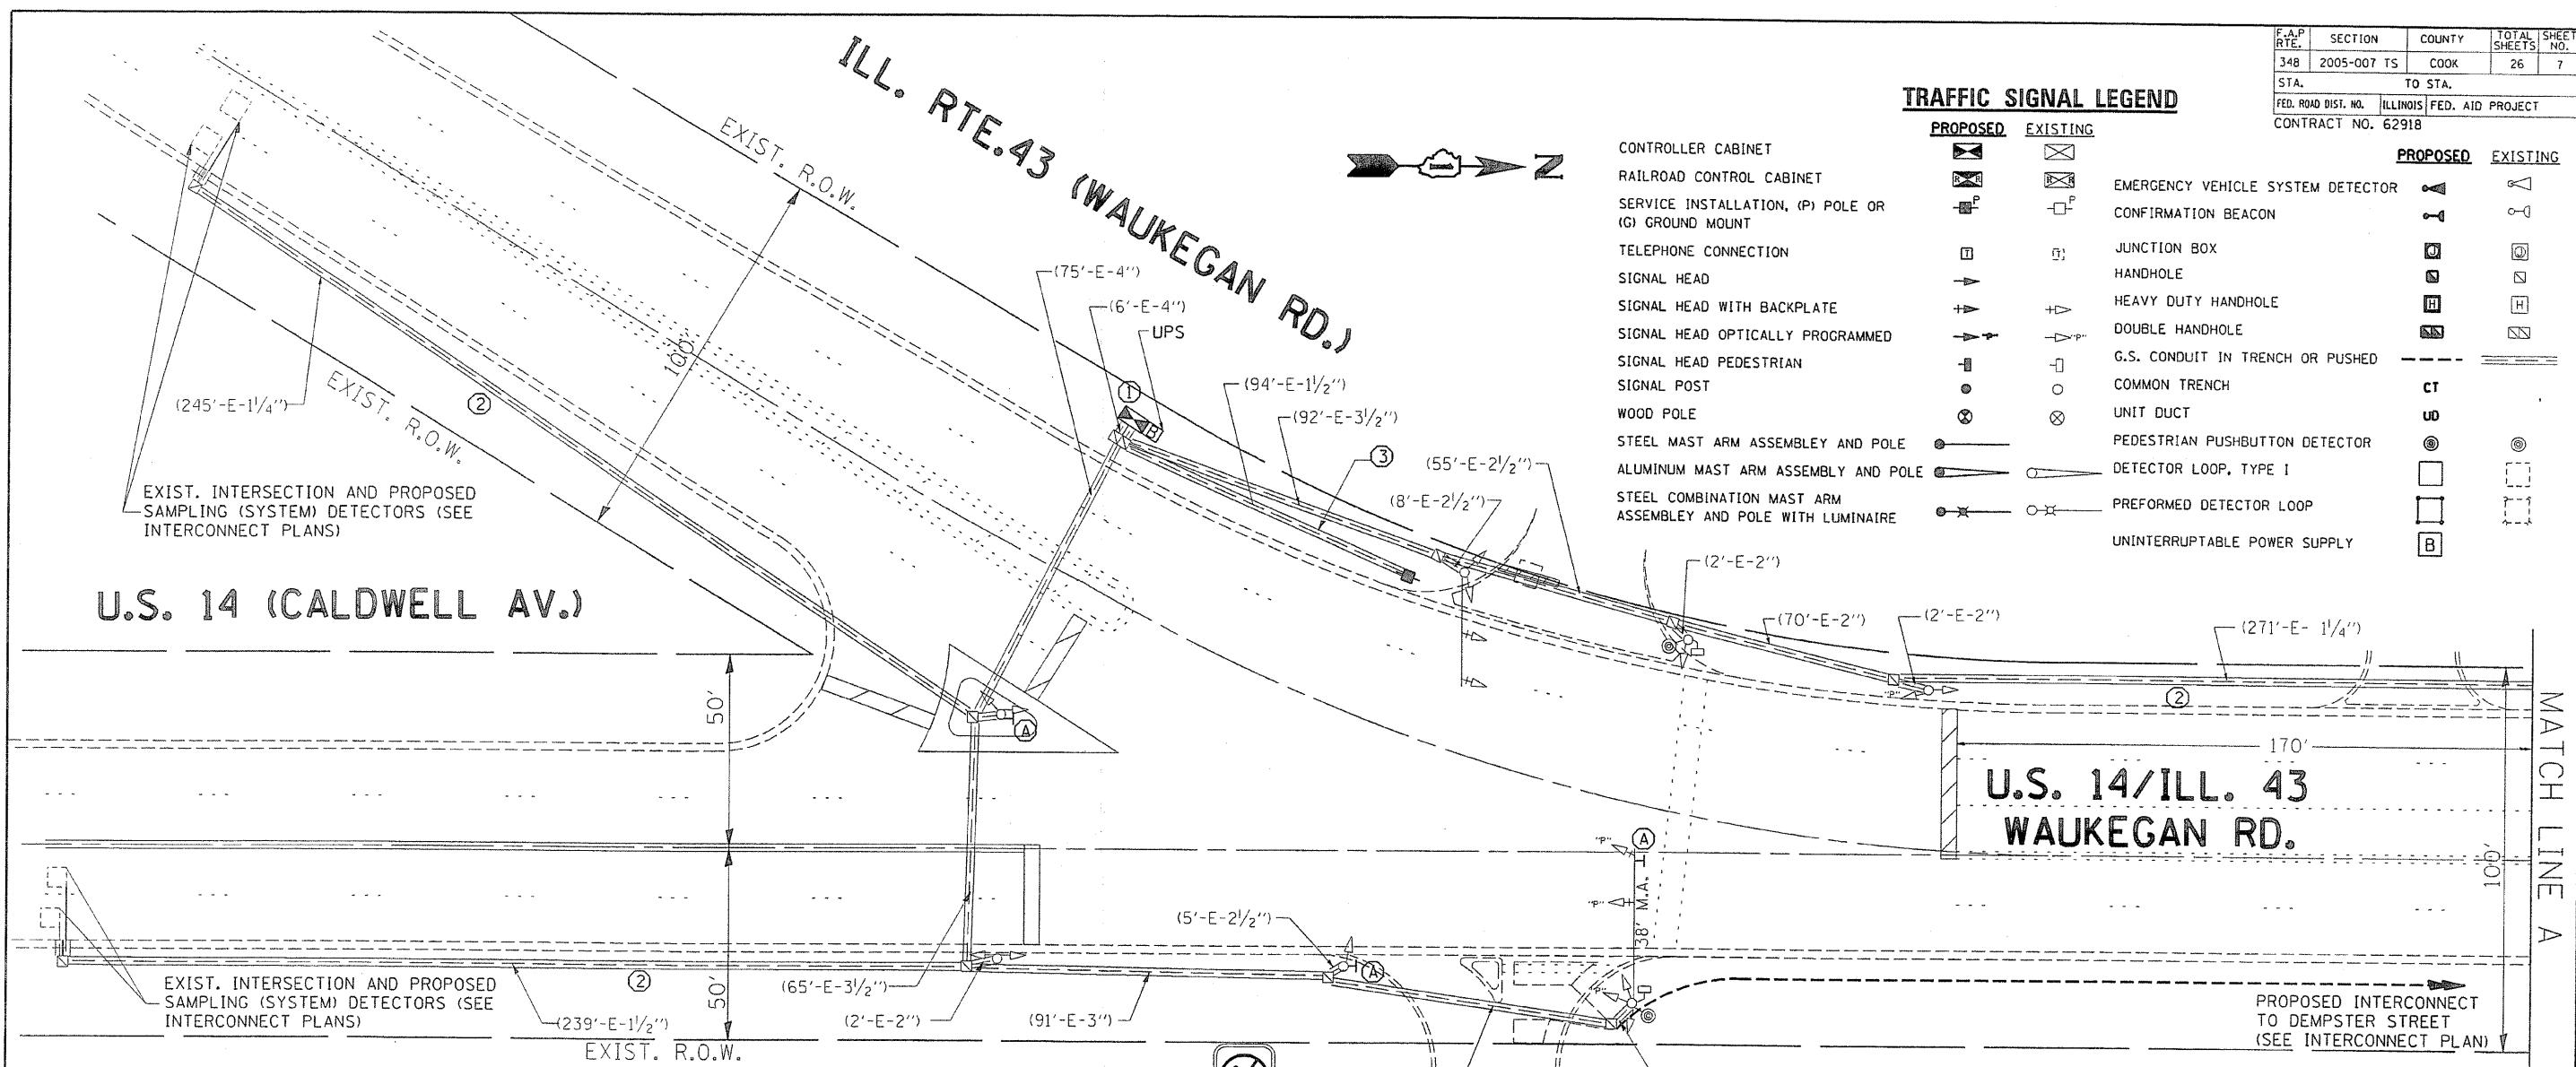 F.A.P RTE. SECTION COUNTY TOTAL SHEETS SHEET NO.
348 2005-007 TS COOK 26 7
STA. TO STA.
FED. ROAD DIST. NO. ILLINOIS FED. AID PROJECT
CONTRACT NO. 62918
TRAFFIC SIGNAL LEGEND
PROPOSED EXISTING
CONTROLLER CABINET
RAILROAD CONTROL CABINET R R R R
SERVICE INSTALLATION, (P) POLE OR P P
(G) GROUND MOUNT
TELEPHONE CONNECTION T T
SIGNAL HEAD
SIGNAL HEAD WITH BACKPLATE
SIGNAL HEAD OPTICALLY PROGRAMMED "P" "P"
SIGNAL HEAD PEDESTRIAN
SIGNAL POST
WOOD POLE
STEEL MAST ARM ASSEMBLEY AND POLE
ALUMINUM MAST ARM ASSEMBLY AND POLE
STEEL COMBINATION MAST ARM
ASSEMBLEY AND POLE WITH LUMINAIRE
PROPOSED EXISTING
EMERGENCY VEHICLE SYSTEM DETECTOR
CONFIRMATION BEACON
JUNCTION BOX J J
HANDHOLE
HEAVY DUTY HANDHOLE H H
DOUBLE HANDHOLE
G.S. CONDUIT IN TRENCH OR PUSHED
COMMON TRENCH CT
UNIT DUCT UD
PEDESTRIAN PUSHBUTTON DETECTOR
DETECTOR LOOP, TYPE I
PREFORMED DETECTOR LOOP
UNINTERRUPTABLE POWER SUPPLY B
N
ILL. RTE.43 (WAUKEGAN RD.)
EXIST. R.O.W.
100'
(75'-E-4")
(6'-E-4")
UPS
1
B
(94'-E-1½")
(92'-E-3½")
3
(55'-E-2½")
(8'-E-2½")
(2'-E-2")
(70'-E-2")
(2'-E-2")
(271'-E- 1¼")
"P"
2
(245'-E-1¼")
2
EXIST. R.O.W.
EXIST. INTERSECTION AND PROPOSED
SAMPLING (SYSTEM) DETECTORS (SEE
INTERCONNECT PLANS)
U.S. 14 (CALDWELL AV.)
50'
A
170'
U.S. 14/ILL. 43
WAUKEGAN RD.
100'
MATCH LINE A
50'
"P"
A
"P"
38' M.A.
(5'-E-2½")
A
"P"
EXIST. INTERSECTION AND PROPOSED
SAMPLING (SYSTEM) DETECTORS (SEE
INTERCONNECT PLANS)
2
(239'-E-1½")
(65'-E-3½")
(2'-E-2")
(91'-E-3")
EXIST. R.O.W.
PROPOSED INTERCONNECT
TO DEMPSTER STREET
(SEE INTERCONNECT PLAN)